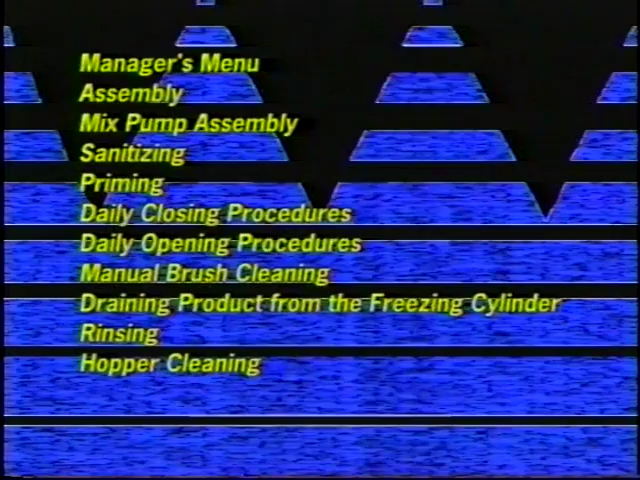 Manager's Menu
Assembly
Mix Pump Assembly
Sanitizing
Priming
Daily Closing Procedures
Daily Opening Procedures
Manual Brush Cleaning
Draining Product from the Freezing Cylinder
Rinsing
Hopper Cleaning